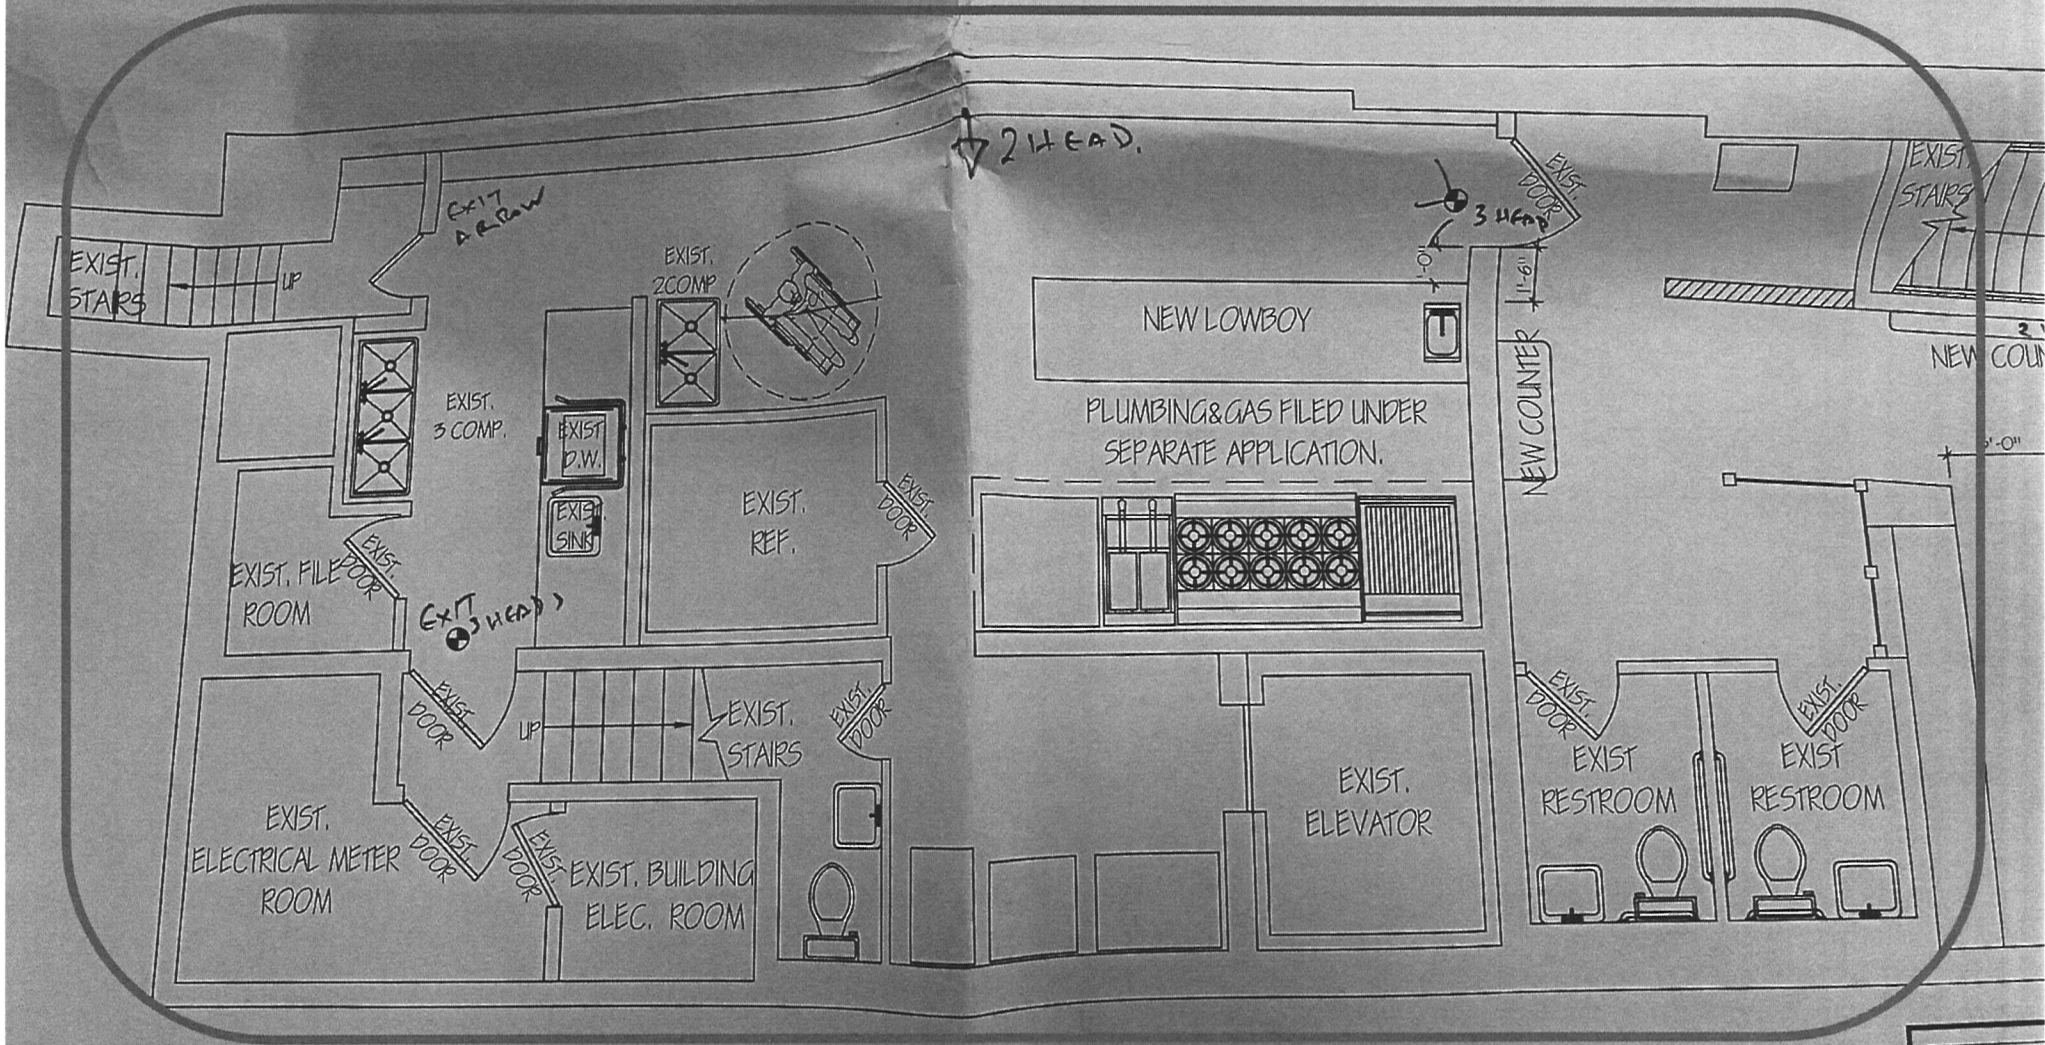 2 HEAD.
EXIST.
DOOR
EXIST.
STAIRS
EXIT
ARROW
3 HEAD
EXIST.
STAIRS
UP
EXIST.
2COMP
1'-6"
NEW LOWBOY
2
NEW COUN
NEW COUNTER
EXIST.
3 COMP.
PLUMBING&GAS FILED UNDER
SEPARATE APPLICATION.
EXIST
D.W.
EXIST.
SINK
EXIST.
REF.
EXIST.
DOOR
EXIST. FILE
ROOM
EXIST.
DOOR
EXIT
3 HEADS
EXIST.
DOOR
UP
EXIST.
STAIRS
EXIST.
DOOR
EXIST.
DOOR
EXIST.
DOOR
EXIST
RESTROOM
EXIST
RESTROOM
EXIST.
ELEVATOR
EXIST.
ELECTRICAL METER
ROOM
EXIST.
DOOR
EXIST.
DOOR
EXIST. BUILDING
ELEC. ROOM